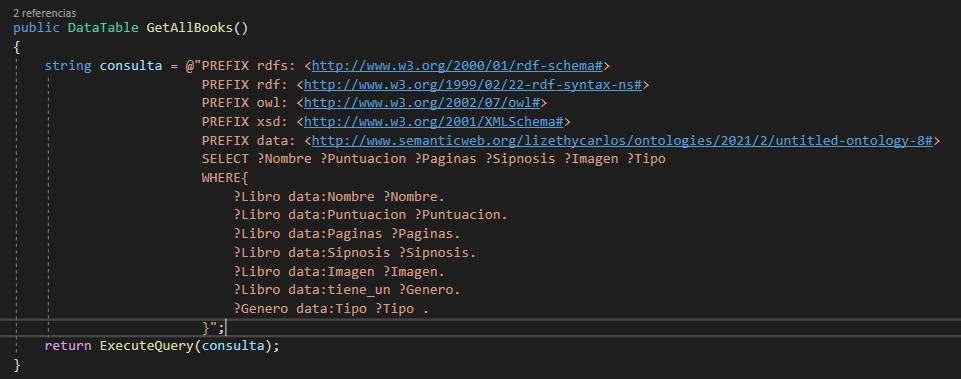 2 referencias
public DataTable GetAllBooks()
{
string consulta = @"PREFIX rdfs: <http://www.w3.org/2000/01/rdf-schema#>
PREFIX rdf: <http://www.w3.org/1999/02/22-rdf-syntax-ns#>
PREFIX owl: <http://www.w3.org/2002/07/owl#>
PREFIX xsd: <http://www.w3.org/2001/XMLSchema#>
PREFIX data: <http://www.semanticweb.org/lizethycarlos/ontologies/2021/2/untitled-ontology-8#>
SELECT ?Nombre ?Puntuacion ?Paginas ?Sipnosis ?Imagen ?Tipo
WHERE{
?Libro data:Nombre ?Nombre.
?Libro data:Puntuacion ?Puntuacion.
?Libro data:Paginas ?Paginas.
?Libro data:Sipnosis ?Sipnosis.
?Libro data:Imagen ?Imagen.
?Libro data:tiene_un ?Genero.
?Genero data:Tipo ?Tipo .
}";
return ExecuteQuery(consulta);
}